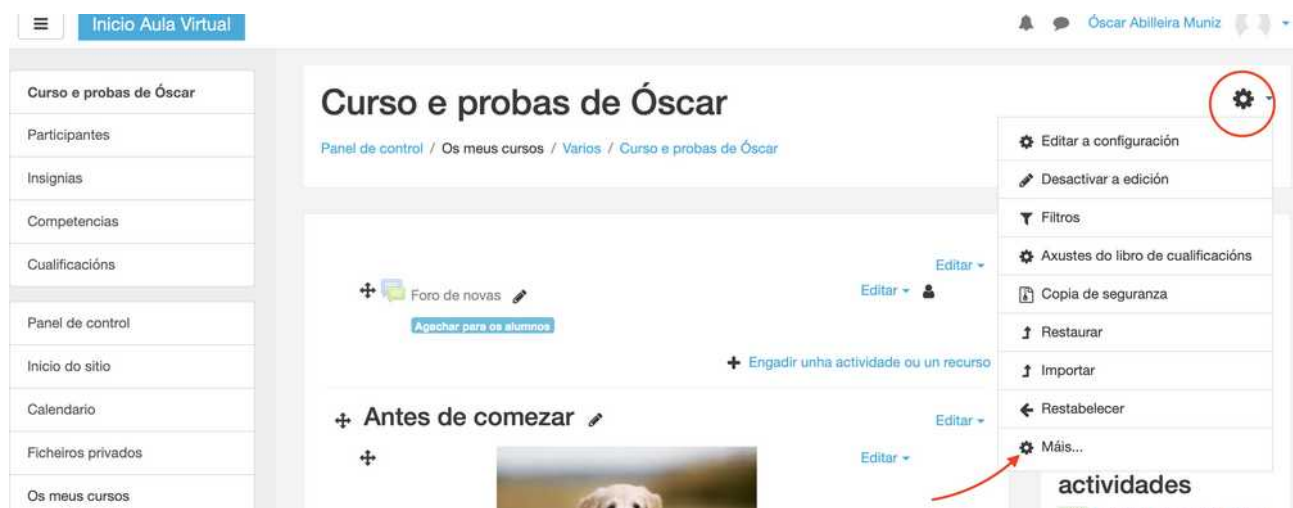 Inicio Aula Virtual
Óscar Abilleira Muniz
Curso e probas de Óscar
Participantes
Insignias
Competencias
Cualificacións
Panel de control
Inicio do sitio
Calendario
Ficheiros privados
Os meus cursos
Curso e probas de Óscar
Panel de control / Os meus cursos / Varios / Curso e probas de Óscar
Editar a configuración
Desactivar a edición
Filtros
Axustes do libro de cualificacións
Copia de seguranza
Restaurar
Importar
Restabelecer
Máis...
Editar
Foro de novas
Editar
Agachar para os alumnos
Engadir unha actividade ou un recurso
Antes de comezar
Editar
Editar
actividades